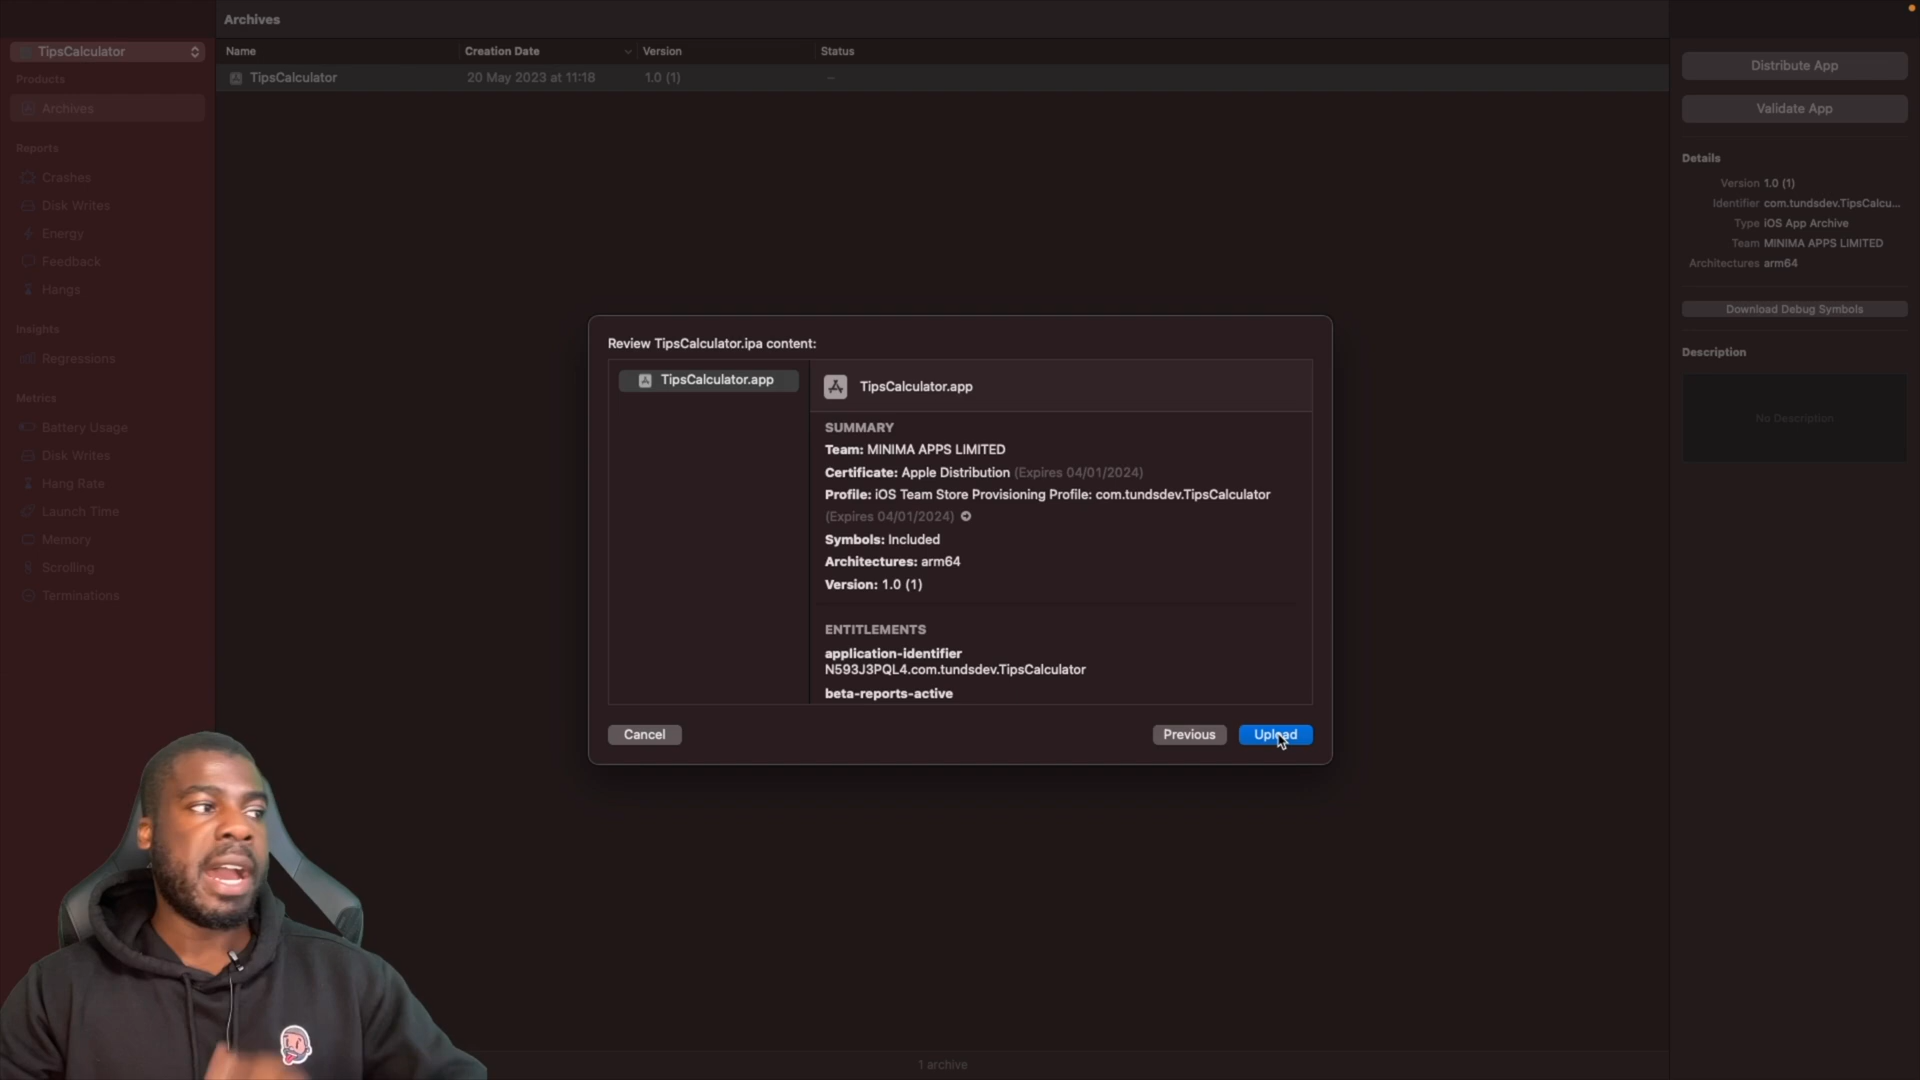 TipsCalculator
Products
Archives
Reports
Crashes
Disk Writes
Energy
Feedback
Hangs
Insights
Regressions
Metrics
Battery Usage
Disk Writes
Hang Rate
Launch Time
Memory
Scrolling
Terminations
Archives
Name Creation Date Version Status
TipsCalculator 20 May 2023 at 11:18 1.0 (1) --
Review TipsCalculator.ipa content:
TipsCalculator.app
TipsCalculator.app
SUMMARY
Team: MINIMA APPS LIMITED
Certificate: Apple Distribution (Expires 04/01/2024)
Profile: iOS Team Store Provisioning Profile: com.tundsdev.TipsCalculator
(Expires 04/01/2024)
Symbols: Included
Architectures: arm64
Version: 1.0 (1)
ENTITLEMENTS
application-identifier
N593J3PQL4.com.tundsdev.TipsCalculator
beta-reports-active
Cancel
Previous
Upload
1 archive
Distribute App
Validate App
Details
Version 1.0 (1)
Identifier com.tundsdev.TipsCalcu...
Type iOS App Archive
Team MINIMA APPS LIMITED
Architectures arm64
Download Debug Symbols
Description
No Description